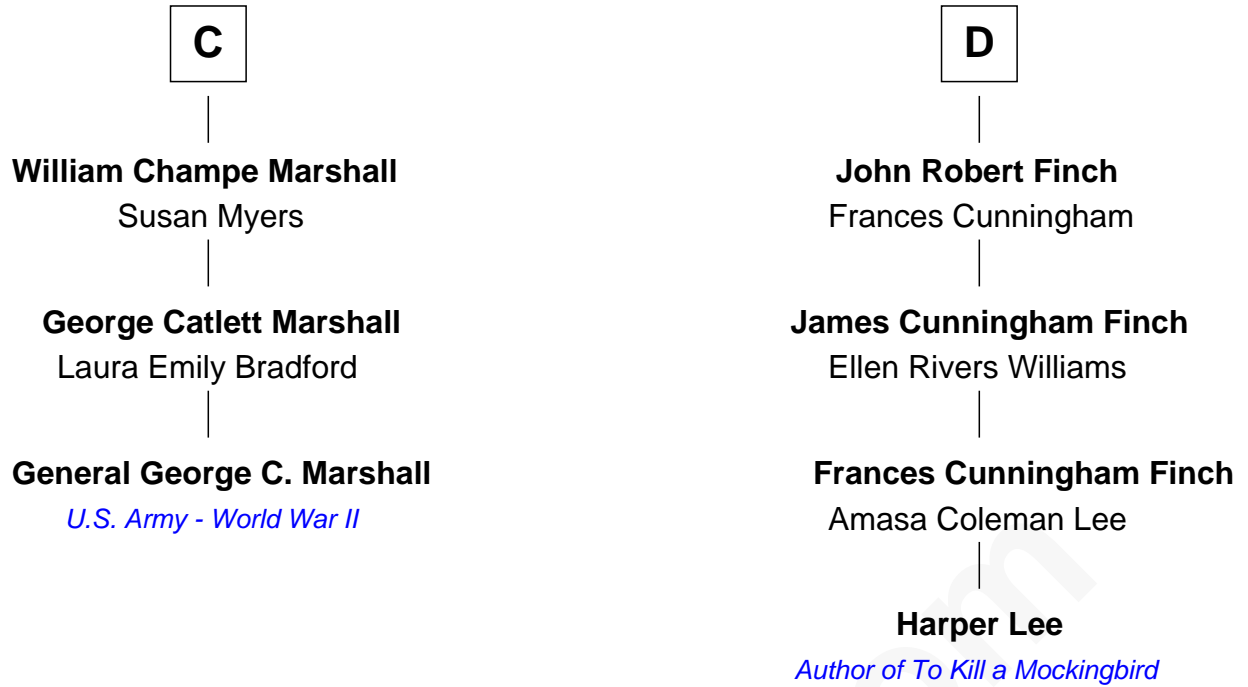 C
William Champe Marshall
Susan Myers
George Catlett Marshall
Laura Emily Bradford
General George C. Marshall
U.S. Army - World War II
D
John Robert Finch
Frances Cunningham
James Cunningham Finch
Ellen Rivers Williams
Frances Cunningham Finch
Amasa Coleman Lee
Harper Lee
Author of To Kill a Mockingbird